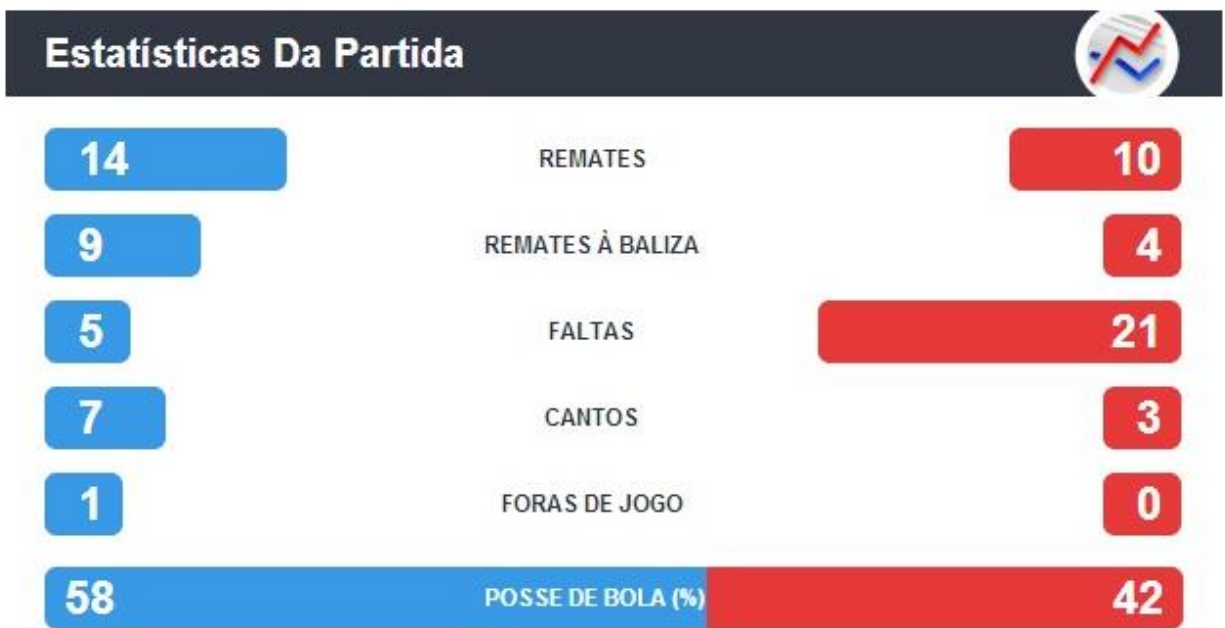 Estatísticas Da Partida
14 REMATES 10
9 REMATES À BALIZA 4
5 FALTAS 21
7 CANTOS 3
1 FORAS DE JOGO 0
58 POSSE DE BOLA (%) 42